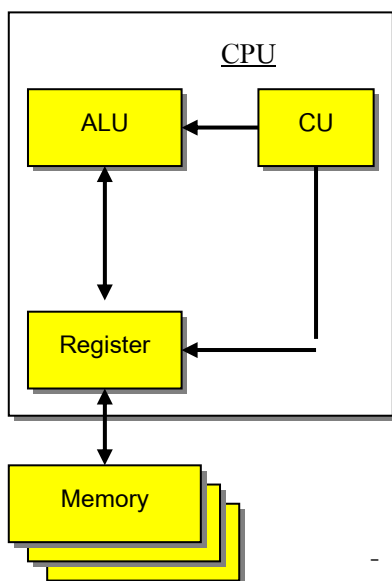 CPU
ALU
CU
Register
Memory
-